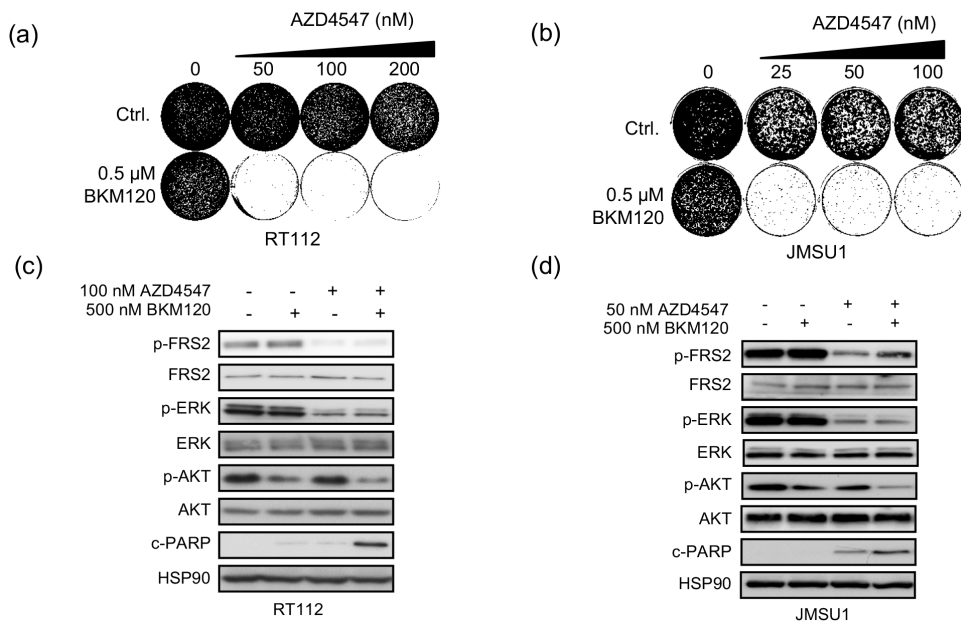 (a)
AZD4547 (nM)
0 50 100 200
Ctrl.
0.5 µM
BKM120
RT112
(b)
AZD4547 (nM)
0 25 50 100
Ctrl.
0.5 µM
BKM120
JMSU1
(c)
100 nM AZD4547 - - + +
500 nM BKM120 - + - +
p-FRS2
FRS2
p-ERK
ERK
p-AKT
AKT
c-PARP
HSP90
RT112
(d)
50 nM AZD4547 - - + +
500 nM BKM120 - + - +
p-FRS2
FRS2
p-ERK
ERK
p-AKT
AKT
c-PARP
HSP90
JMSU1